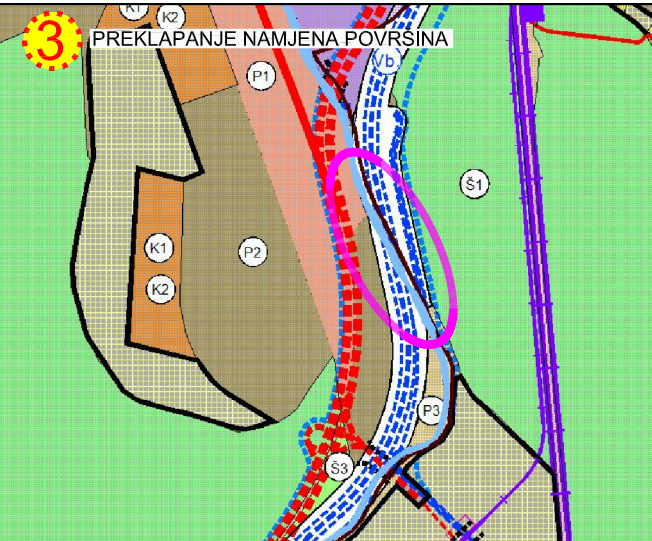 3 PREKLAPANJE NAMJENA POVRŠINA
K1
K2
P1
Vb
Š1
K1
P2
K2
P3
Š3